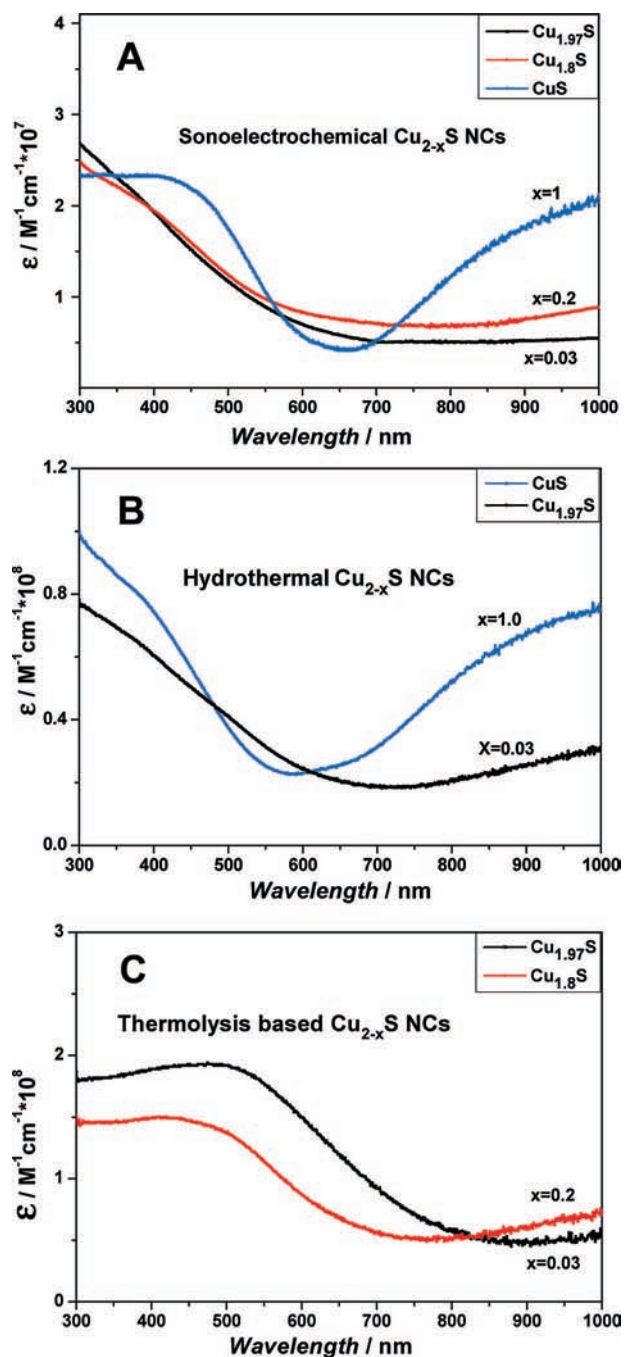 A
Cu1.97S
Cu1.8S
CuS
Sonoelectrochemical Cu2-xS NCs
x=1
x=0.2
x=0.03
4
3
2
1
ε / M-1cm-1*10^7
300 400 500 600 700 800 900 1000
Wavelength / nm
B
CuS
Cu1.97S
Hydrothermal Cu2-xS NCs
x=1.0
X=0.03
1.2
0.8
0.4
0.0
ε / M-1cm-1*10^8
300 400 500 600 700 800 900 1000
Wavelength / nm
C
Cu1.97S
Cu1.8S
Thermolysis based Cu2-xS NCs
x=0.2
x=0.03
3
2
1
0
ε / M-1cm-1*10^8
300 400 500 600 700 800 900 1000
Wavelength / nm